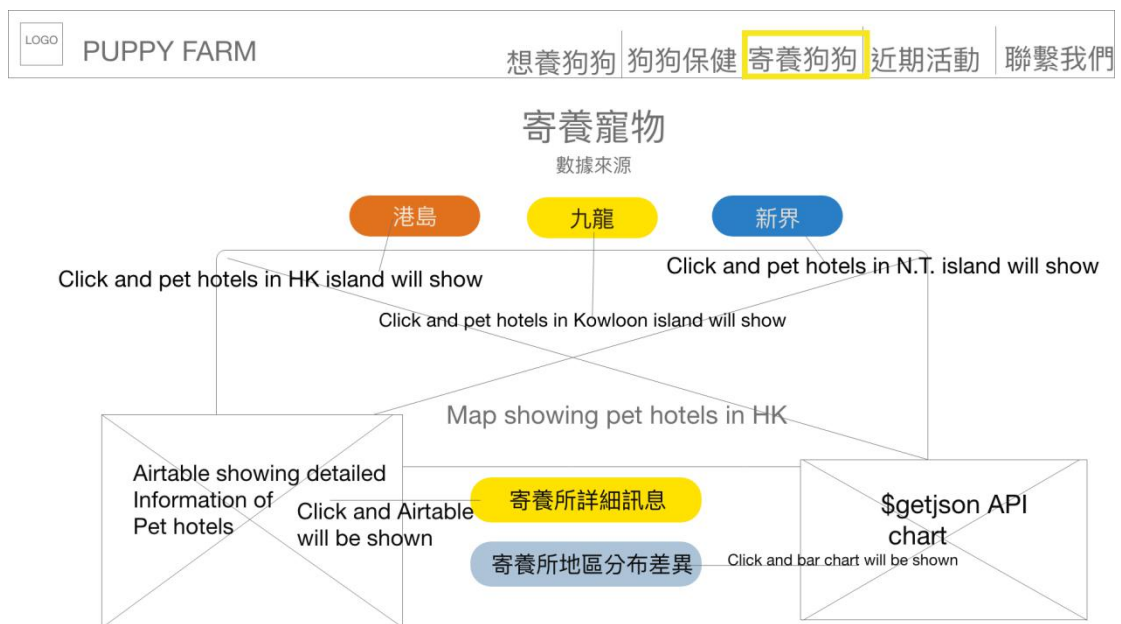 LOGO
PUPPY FARM
想養狗狗
狗狗保健
寄養狗狗
近期活動
聯繫我們
寄養寵物
數據來源
港島
九龍
新界
Click and pet hotels in HK island will show
Click and pet hotels in N.T. island will show
Click and pet hotels in Kowloon island will show
Map showing pet hotels in HK
Airtable showing detailed
Information of
Pet hotels
Click and Airtable
will be shown
寄養所詳細訊息
寄養所地區分布差異
Click and bar chart will be shown
$getjson API
chart